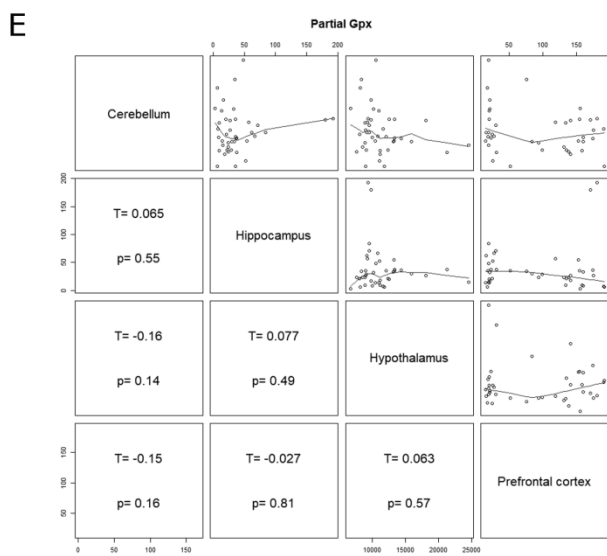 E
Partial Gpx
0 50 100 150 200
50 100 150
Cerebellum
0 50 100 150 200
T= 0.065
p= 0.55
Hippocampus
T= -0.16
p= 0.14
T= 0.077
p= 0.49
Hypothalamus
50 100 150
T= -0.15
p= 0.16
T= -0.027
p= 0.81
T= 0.063
p= 0.57
Prefrontal cortex
0 50 100 150
10000 15000 20000 25000